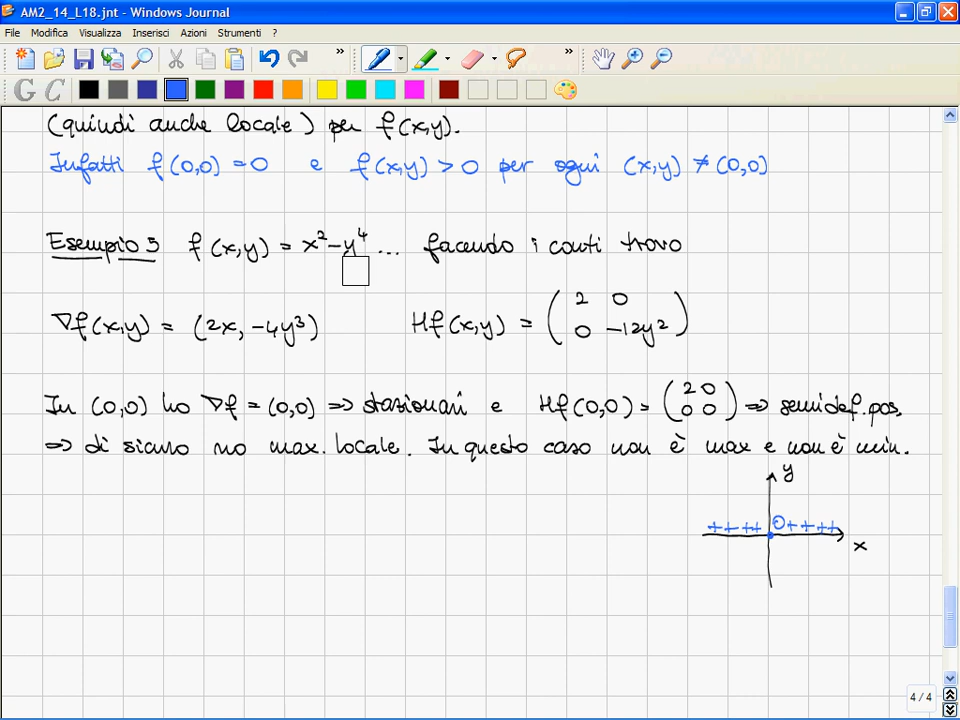 AM2_14_L18.jnt - Windows Journal
File Modifica Visualizza Inserisci Azioni Strumenti ?
(quindi anche locale) per f(x,y).
Infatti f(0,0) = 0 e f(x,y) > 0 per ogni (x,y) ≠ (0,0)
Esempio 5 f(x,y) = x² - y⁴ ... facendo i conti trovo
∇f(x,y) = (2x, -4y³) Hf(x,y) = ( 2 0
0 -12y² )
In (0,0) ho ∇f = (0,0) => stazionari e Hf(0,0) = ( 2 0
0 0 ) => semidef. pos.
=> di sicuro no max. locale. In questo caso non è max e non è min.
y
++++ 0 ++++
x
4 / 4